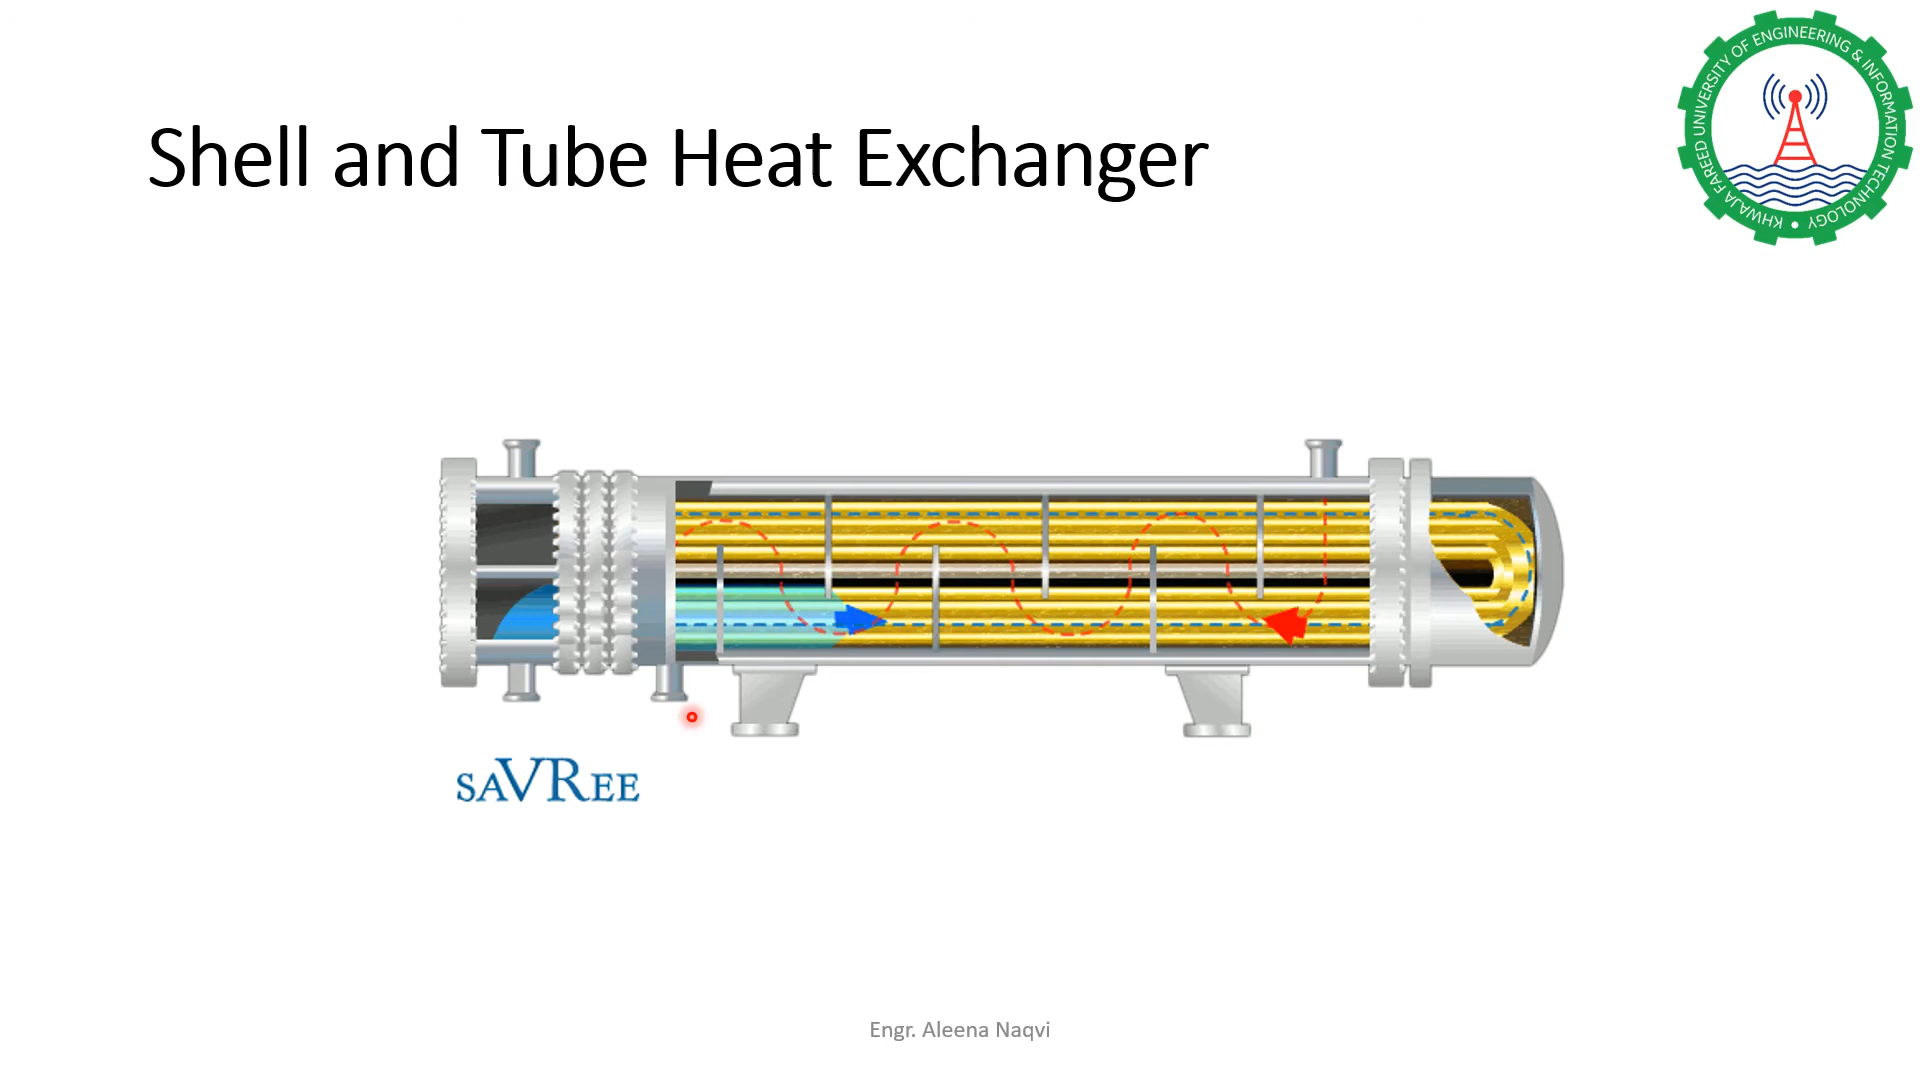 Shell and Tube Heat Exchanger
KHWAJA FAREED UNIVERSITY OF ENGINEERING & INFORMATION TECHNOLOGY
saVRee
Engr. Aleena Naqvi